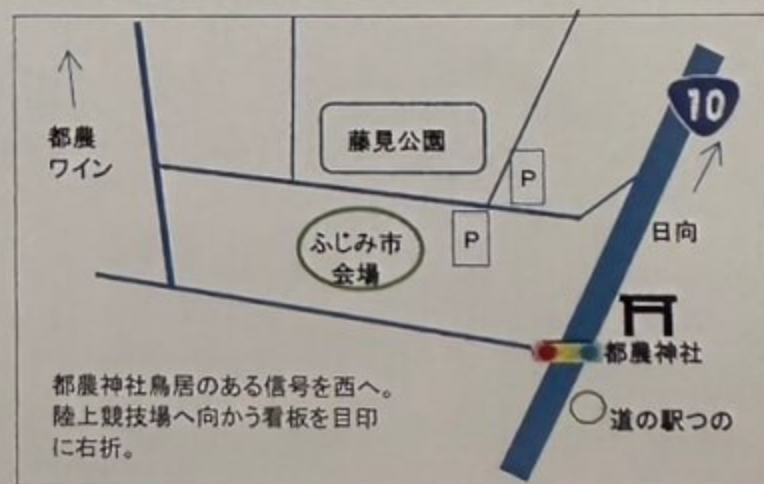 10
都農
ワイン
藤見公園
P
P
ふじみ市
会場
日向
都農神社
道の駅つの
都農神社鳥居のある信号を西へ。
陸上競技場へ向かう看板を目印
に右折。